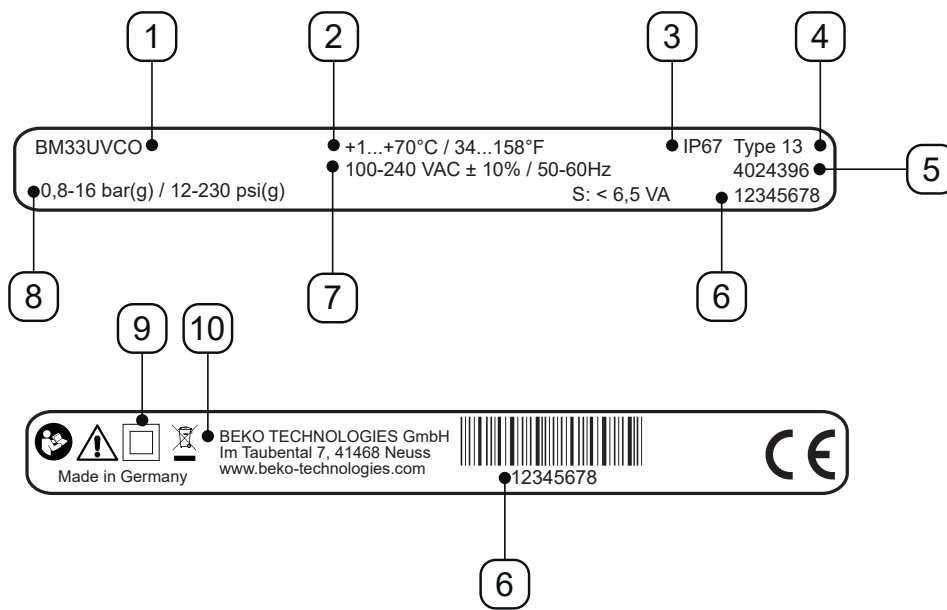 1 2 3 4
BM33UVCO +1...+70°C / 34...158°F IP67 Type 13
100-240 VAC ± 10% / 50-60Hz 4024396 5
0,8-16 bar(g) / 12-230 psi(g) S: < 6,5 VA 12345678
8 7 6
9 10
BEKO TECHNOLOGIES GmbH
Im Taubental 7, 41468 Neuss
www.beko-technologies.com
Made in Germany
12345678
CE
6